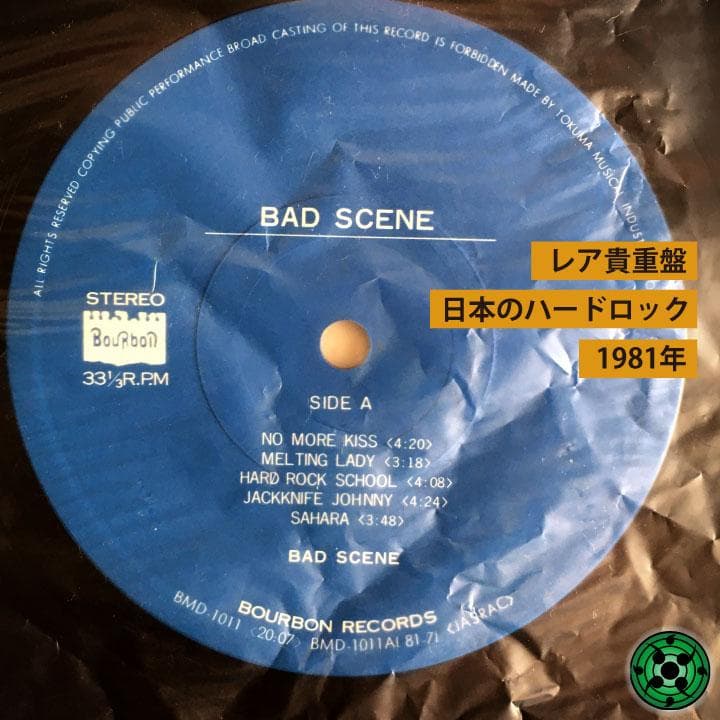 ALL RIGHTS RESERVED COPYING PUBLIC PERFORMANCE BROAD CASTING OF THIS RECORD IS FORBIDDEN MADE BY TOKUMA MUSICAL
BAD SCENE
レア貴重盤
日本のハードロック
1981年
STEREO
Bourbon
33⅓R.P.M
SIDE A
NO MORE KISS <4:20>
MELTING LADY <3:18>
HARD ROCK SCHOOL <4:08>
JACKKNIFE JOHNNY <4:24>
SAHARA <3:48>
BAD SCENE
BOURBON RECORDS
BMD-1011 <20:07> BMD-1011A( 81·7) <JASRAC>